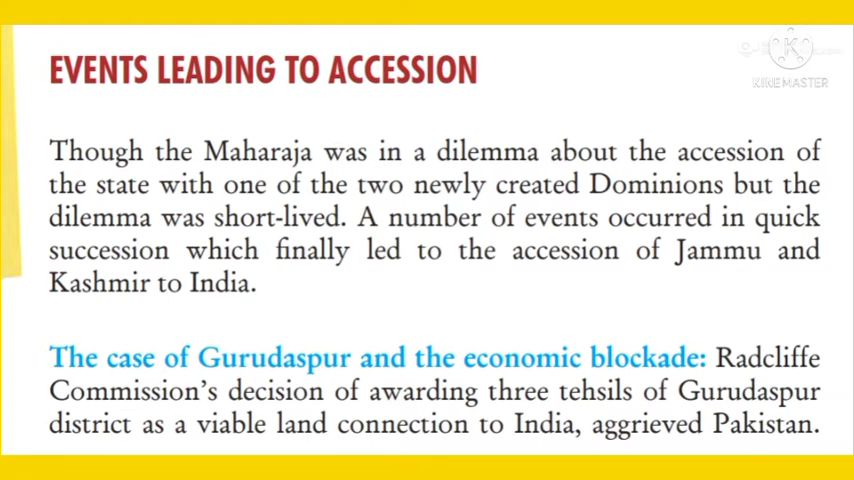 EVENTS LEADING TO ACCESSION
K
KINEMASTER
Though the Maharaja was in a dilemma about the accession of
the state with one of the two newly created Dominions but the
dilemma was short-lived. A number of events occurred in quick
succession which finally led to the accession of Jammu and
Kashmir to India.
The case of Gurudaspur and the economic blockade: Radcliffe
Commission's decision of awarding three tehsils of Gurudaspur
district as a viable land connection to India, aggrieved Pakistan.